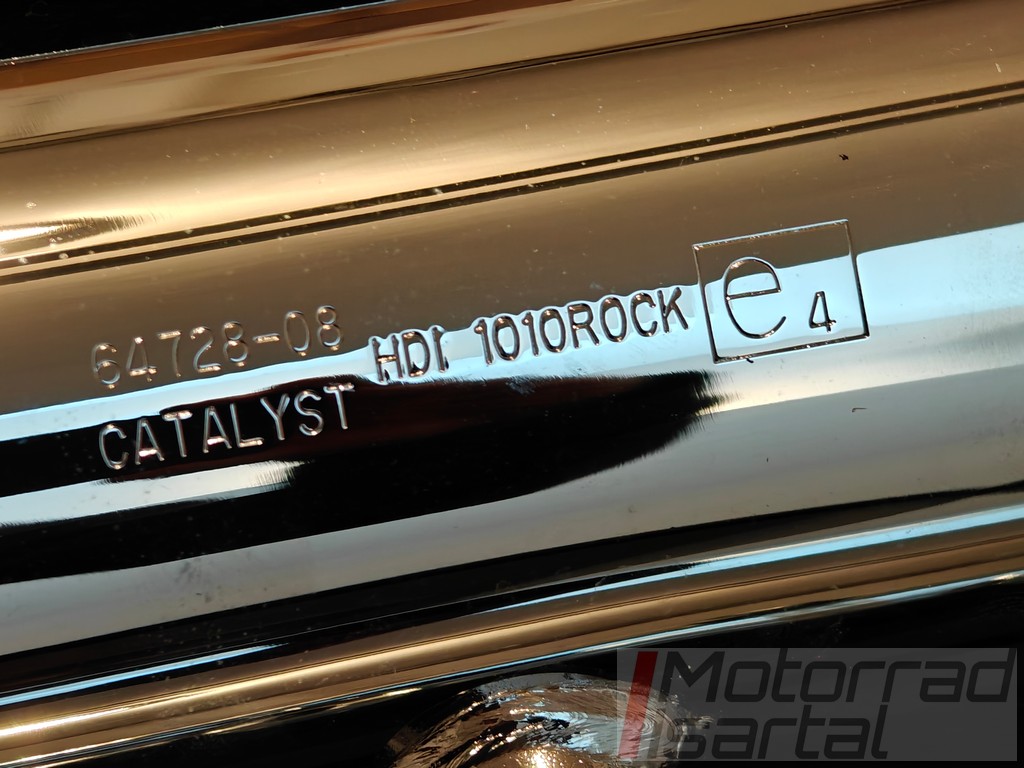 64728-08 HDI 1010ROCK e4
CATALYST
Motorrad
Isartal